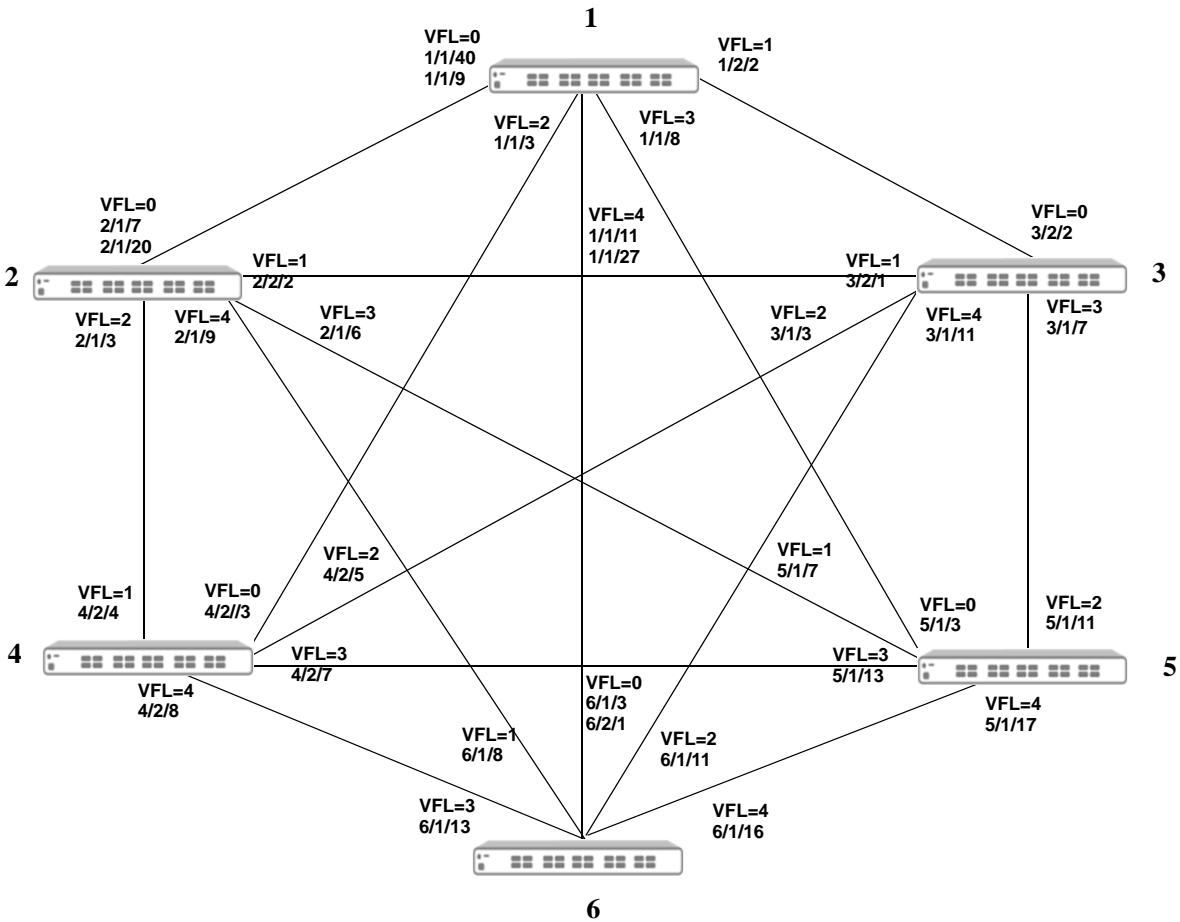 1
VFL=0
1/1/40
1/1/9
VFL=1
1/2/2
VFL=2
1/1/3
VFL=3
1/1/8
VFL=4
1/1/11
1/1/27
VFL=0
2/1/7
2/1/20
VFL=0
3/2/2
2
VFL=1
2/2/2
VFL=1
3/2/1
3
VFL=2
2/1/3
VFL=4
2/1/9
VFL=3
2/1/6
VFL=2
3/1/3
VFL=4
3/1/11
VFL=3
3/1/7
VFL=2
4/2/5
VFL=1
5/1/7
VFL=1
4/2/4
VFL=0
4/2//3
VFL=0
5/1/3
VFL=2
5/1/11
4
VFL=3
4/2/7
VFL=3
5/1/13
5
VFL=4
4/2/8
VFL=0
6/1/3
6/2/1
VFL=4
5/1/17
VFL=1
6/1/8
VFL=2
6/1/11
VFL=3
6/1/13
VFL=4
6/1/16
6